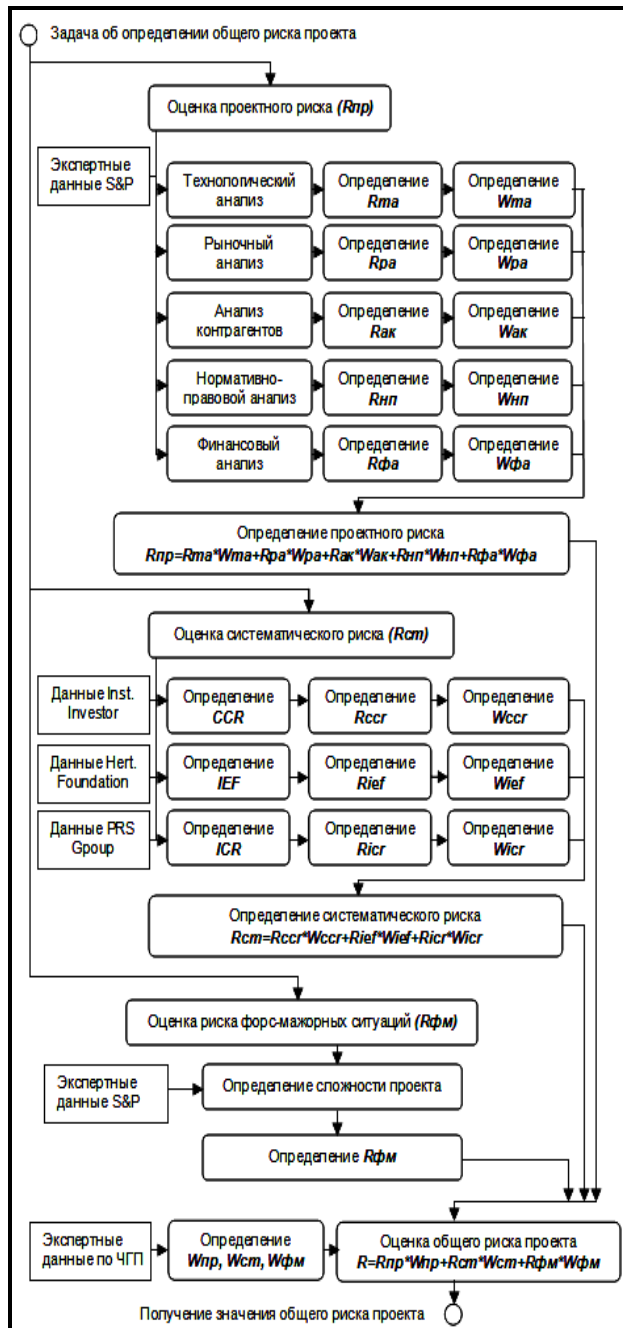 Задача об определении общего риска проекта
Оценка проектного риска (Rпр)
Экспертные
данные S&P
Технологический
анализ
Определение
Rта
Определение
Wта
Рыночный
анализ
Определение
Rра
Определение
Wра
Анализ
контрагентов
Определение
Rак
Определение
Wак
Нормативно-
правовой анализ
Определение
Rнп
Определение
Wнп
Финансовый
анализ
Определение
Rфа
Определение
Wфа
Определение проектного риска
Rпр=Rта*Wта+Rра*Wра+Rак*Wак+Rнп*Wнп+Rфа*Wфа
Оценка систематического риска (Rст)
Данные Inst.
Investor
Определение
CCR
Определение
Rccr
Определение
Wccr
Данные Hert.
Foundation
Определение
IEF
Определение
Rief
Определение
Wief
Данные PRS
Gpoup
Определение
ICR
Определение
Ricr
Определение
Wicr
Определение систематического риска
Rст=Rccr*Wccr+Rief*Wief+Ricr*Wicr
Оценка риска форс-мажорных ситуаций (Rфм)
Экспертные
данные S&P
Определение сложности проекта
Определение Rфм
Экспертные
данные по ЧГП
Определение
Wпр, Wст, Wфм
Оценка общего риска проекта
R=Rпр*Wпр+Rст*Wст+Rфм*Wфм
Получение значения общего риска проекта